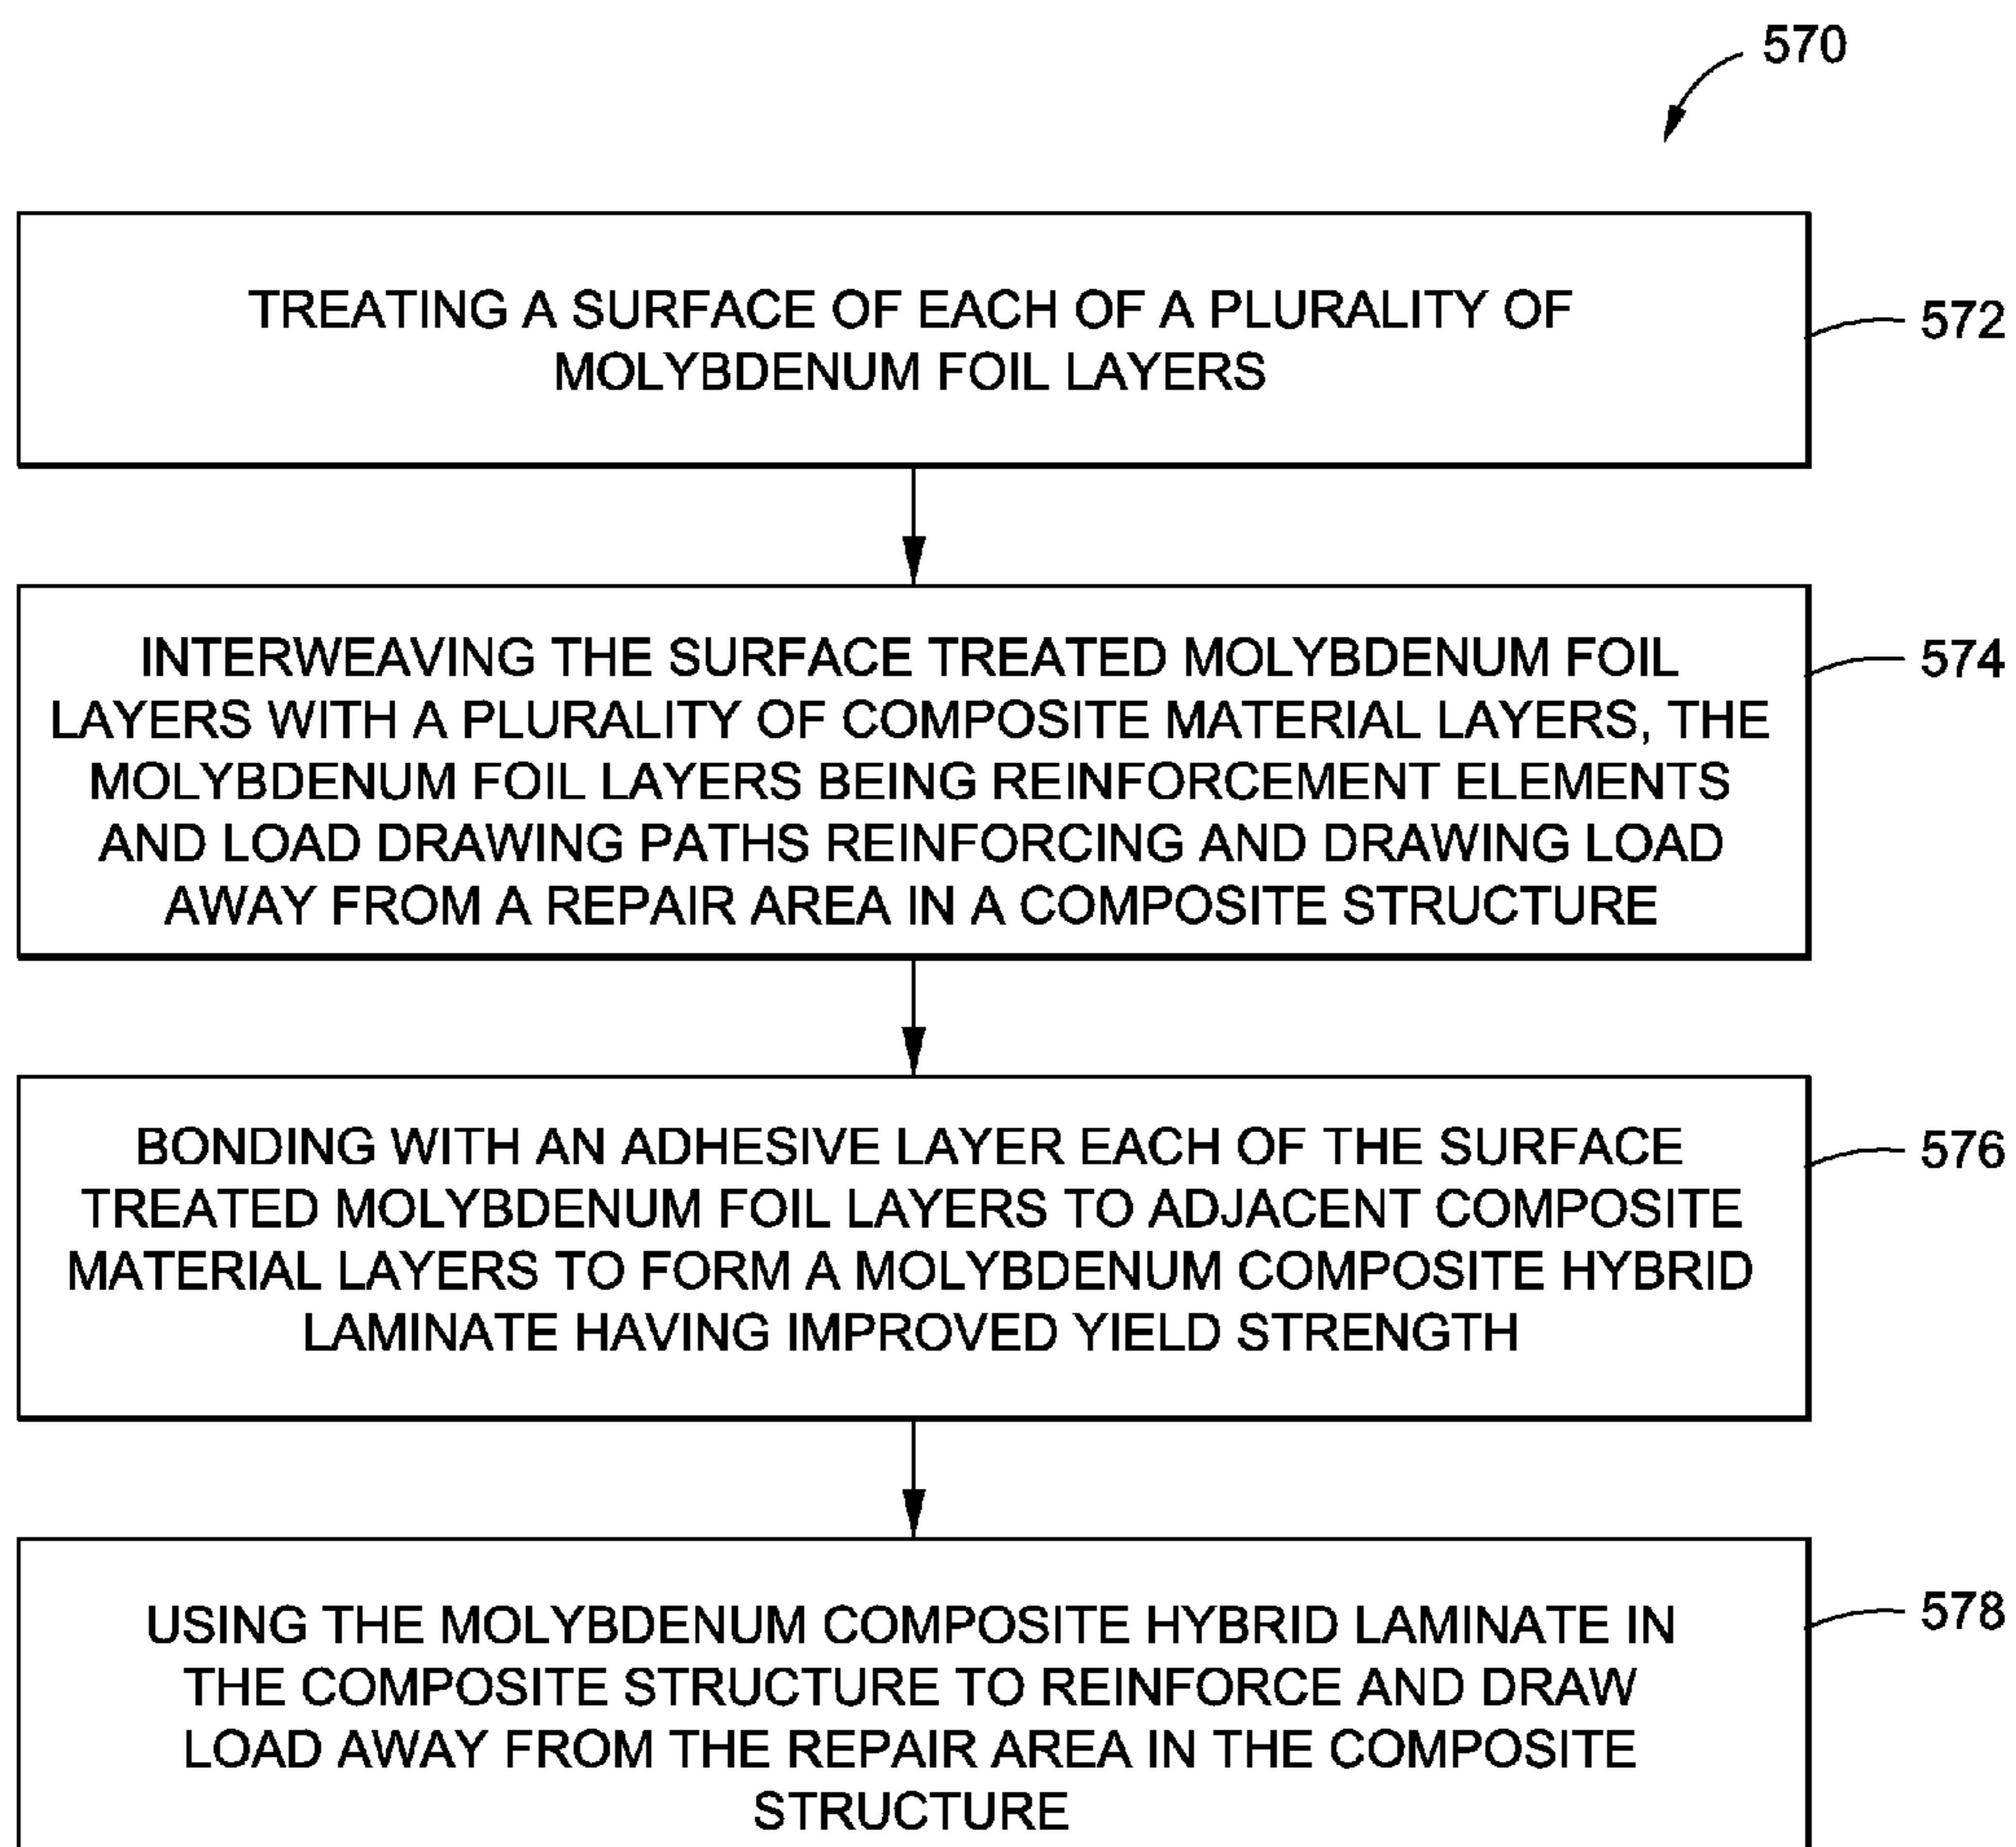 570
TREATING A SURFACE OF EACH OF A PLURALITY OF
MOLYBDENUM FOIL LAYERS
572
INTERWEAVING THE SURFACE TREATED MOLYBDENUM FOIL
LAYERS WITH A PLURALITY OF COMPOSITE MATERIAL LAYERS, THE
MOLYBDENUM FOIL LAYERS BEING REINFORCEMENT ELEMENTS
AND LOAD DRAWING PATHS REINFORCING AND DRAWING LOAD
AWAY FROM A REPAIR AREA IN A COMPOSITE STRUCTURE
574
BONDING WITH AN ADHESIVE LAYER EACH OF THE SURFACE
TREATED MOLYBDENUM FOIL LAYERS TO ADJACENT COMPOSITE
MATERIAL LAYERS TO FORM A MOLYBDENUM COMPOSITE HYBRID
LAMINATE HAVING IMPROVED YIELD STRENGTH
576
USING THE MOLYBDENUM COMPOSITE HYBRID LAMINATE IN
THE COMPOSITE STRUCTURE TO REINFORCE AND DRAW
LOAD AWAY FROM THE REPAIR AREA IN THE COMPOSITE
STRUCTURE
578